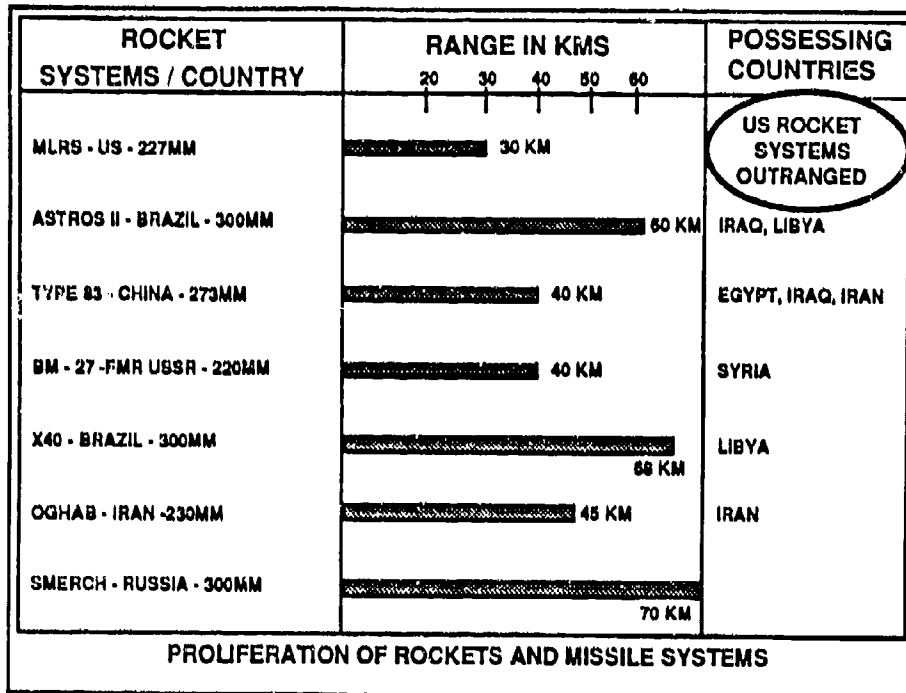 ROCKET
SYSTEMS / COUNTRY
RANGE IN KMS
20 30 40 50 60
POSSESSING
COUNTRIES
MLRS - US - 227MM
30 KM
US ROCKET
SYSTEMS
OUTRANGED
ASTROS II - BRAZIL - 300MM
60 KM
IRAQ, LIBYA
TYPE 83 - CHINA - 273MM
40 KM
EGYPT, IRAQ, IRAN
BM - 27 -FMR USSR - 220MM
40 KM
SYRIA
X40 - BRAZIL - 300MM
68 KM
LIBYA
OGHAB - IRAN -230MM
45 KM
IRAN
SMERCH - RUSSIA - 300MM
70 KM
PROLIFERATION OF ROCKETS AND MISSILE SYSTEMS